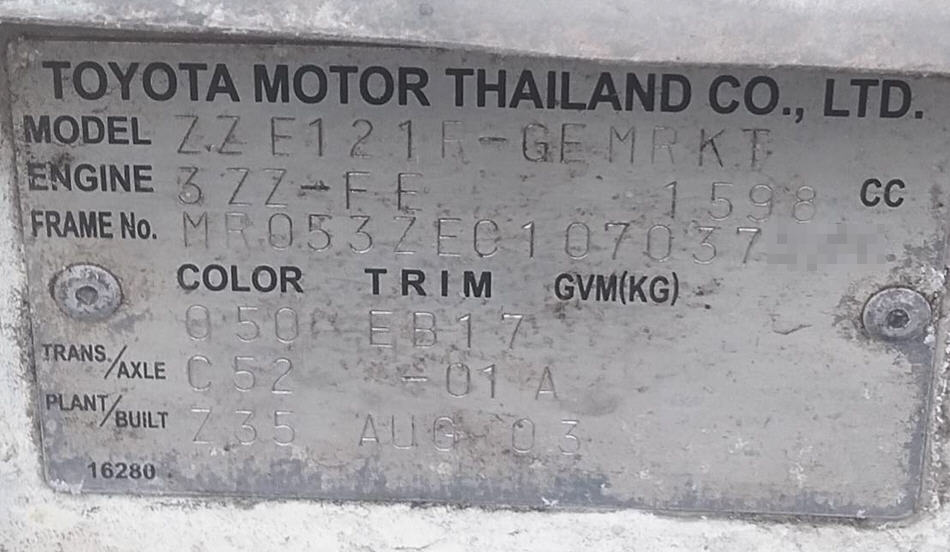 TOYOTA MOTOR THAILAND CO., LTD.
MODEL ZZE121R-GEMRKT
ENGINE 3ZZ-FE 1598 CC
FRAME No. MR053ZEC107037
COLOR TRIM GVM(KG)
050 EB17
TRANS./AXLE C52 -01A
PLANT/BUILT Z35 AUG 03
16280